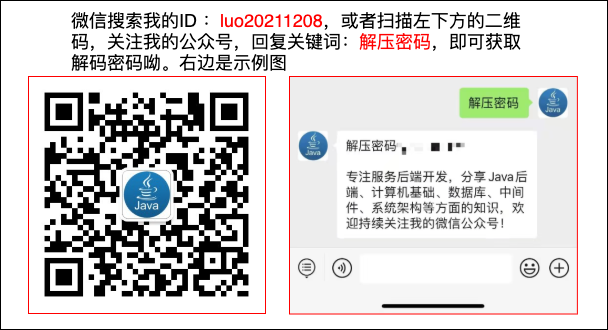 微信搜索我的ID：luo20211208，或者扫描左下方的二维
码，关注我的公众号，回复关键词：解压密码，即可获取
解码密码呦。右边是示例图
Java
解压密码
Java
Java
解压密码
专注服务后端开发，分享 Java后
端、计算机基础、数据库、中间
件、系统架构等方面的知识，欢
迎持续关注我的微信公众号！